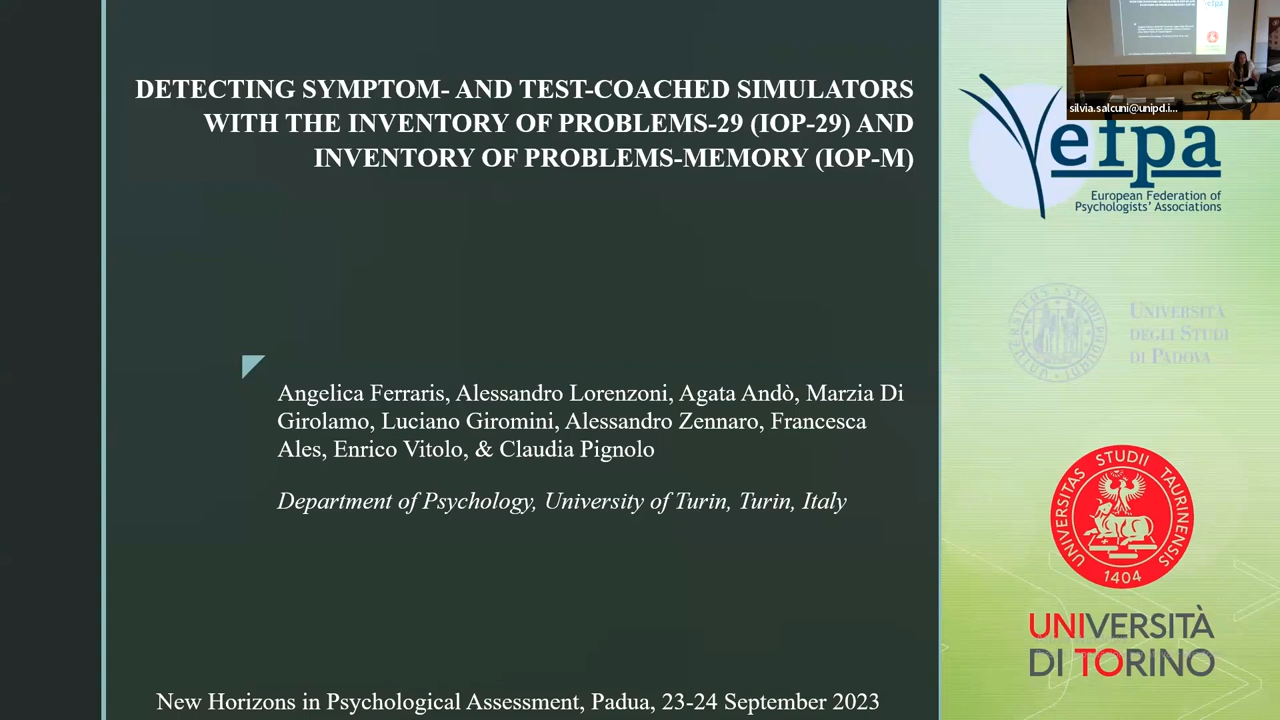 DETECTING SYMPTOM- AND TEST-COACHED SIMULATORS
WITH THE INVENTORY OF PROBLEMS-29 (IOP-29) AND
INVENTORY OF PROBLEMS-MEMORY (IOP-M)
Angelica Ferraris, Alessandro Lorenzoni, Agata Andò, Marzia Di
Girolamo, Luciano Giromini, Alessandro Zennaro, Francesca
Ales, Enrico Vitolo, & Claudia Pignolo
Department of Psychology, University of Turin, Turin, Italy
New Horizons in Psychological Assessment, Padua, 23-24 September 2023
silvia.salcuni@unipd.i...
efpa
European Federation of
Psychologists' Associations
UNIVERSITÀ
DEGLI STUDI
DI PADOVA
UNIVERSITAS STUDII TAURINENSIS
1404
UNIVERSITÀ
DI TORINO